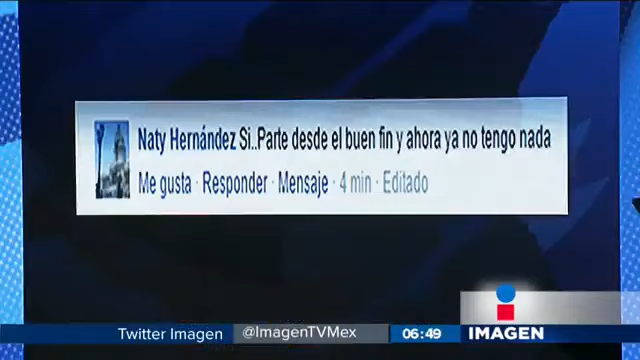 Naty Hernández Si..Parte desde el buen fin y ahora ya no tengo nada
Me gusta · Responder · Mensaje · 4 min · Editado
Twitter Imagen @ImagenTVMex 06:49 IMAGEN